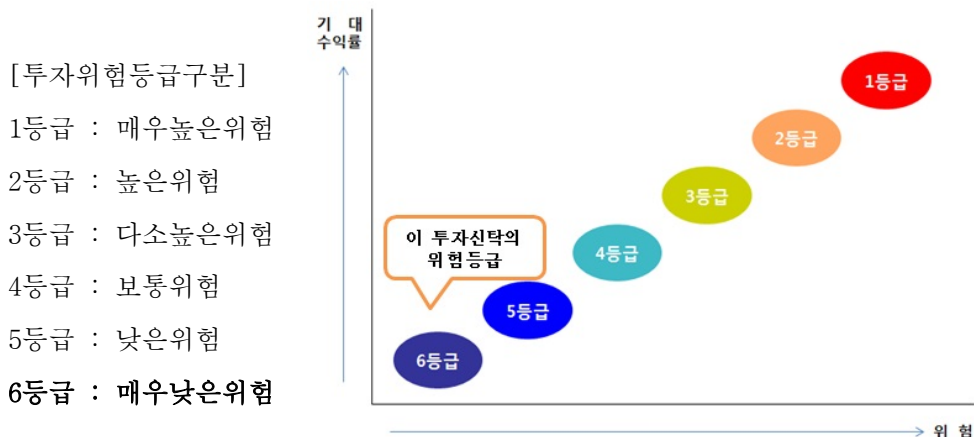 [투자위험등급구분]
1등급 : 매우높은위험
2등급 : 높은위험
3등급 : 다소높은위험
4등급 : 보통위험
5등급 : 낮은위험
6등급 : 매우낮은위험
기 대
수익률
1등급
2등급
3등급
이 투자신탁의
위험등급
4등급
5등급
6등급
위 험